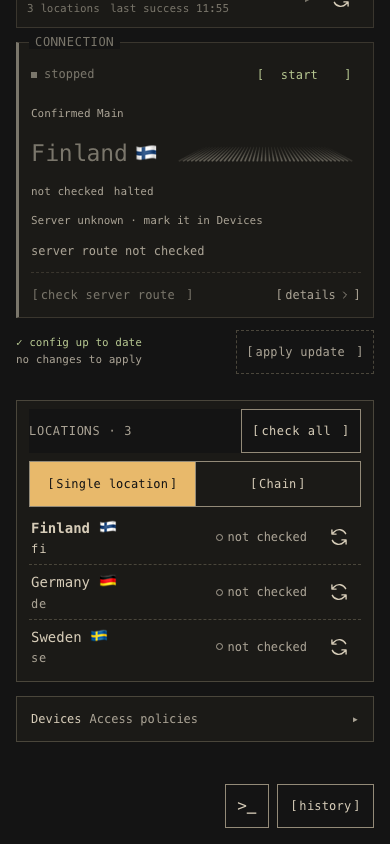 3 locations last success 11:55
CONNECTION
stopped
[ start ]
Confirmed Main
Finland 🇫🇮
not checked halted
Server unknown · mark it in Devices
server route not checked
[check server route ]
[details > ]
✓ config up to date
no changes to apply
[apply update ]
LOCATIONS · 3
[check all ]
[Single location]
[Chain]
Finland 🇫🇮
fi
not checked
Germany 🇩🇪
de
not checked
Sweden 🇸🇪
se
not checked
Devices Access policies
>_
[history]